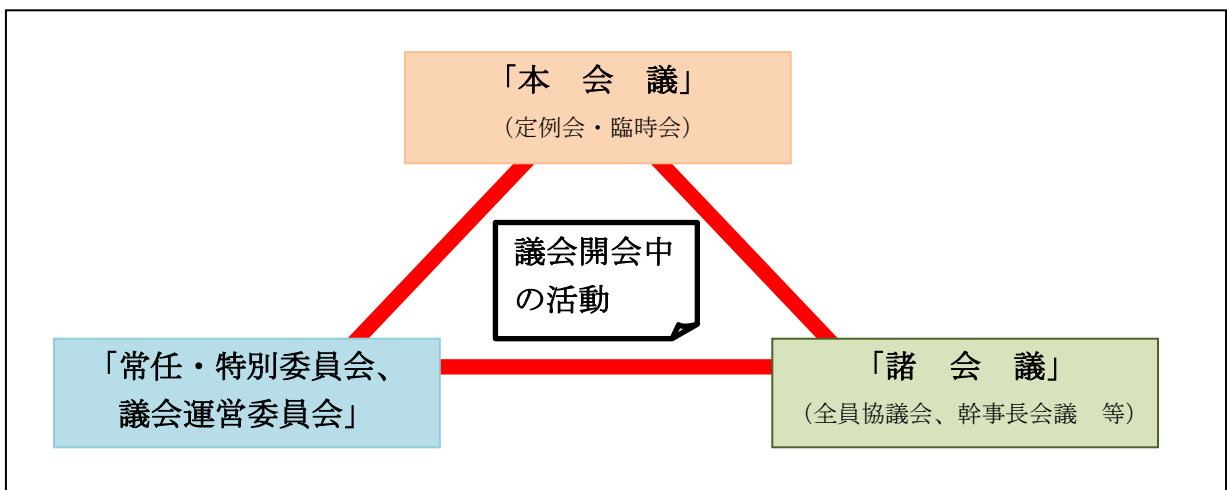 「本　会　議」
（定例会・臨時会）
議会開会中
の活動
「常任・特別委員会、
議会運営委員会」
「諸　会　議」
（全員協議会、幹事長会議　等）